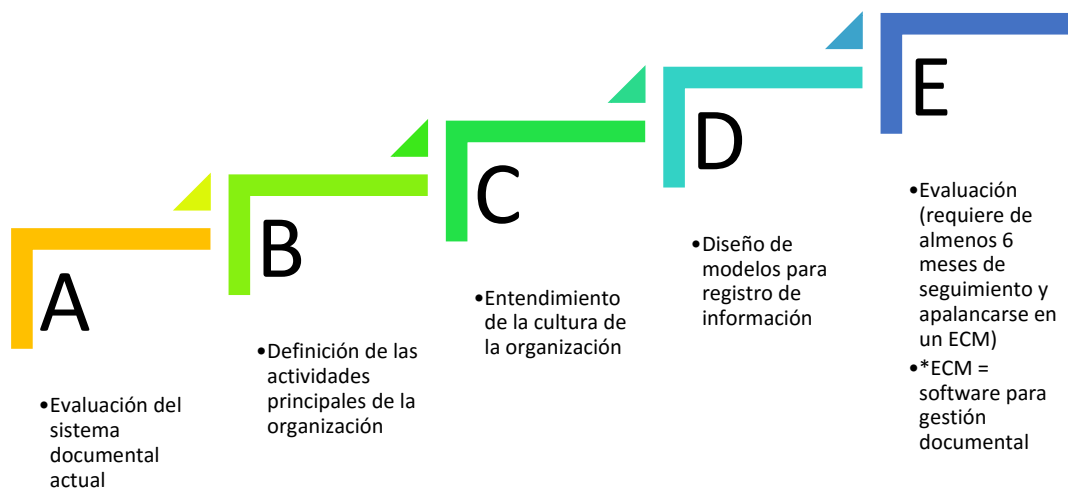 A
•Evaluación del
sistema
documental
actual
B
•Definición de las
actividades
principales de la
organización
C
•Entendimiento
de la cultura de
la organización
D
•Diseño de
modelos para
registro de
información
E
•Evaluación
(requiere de
almenos 6
meses de
seguimiento y
apalancarse en
un ECM)
•*ECM =
software para
gestión
documental